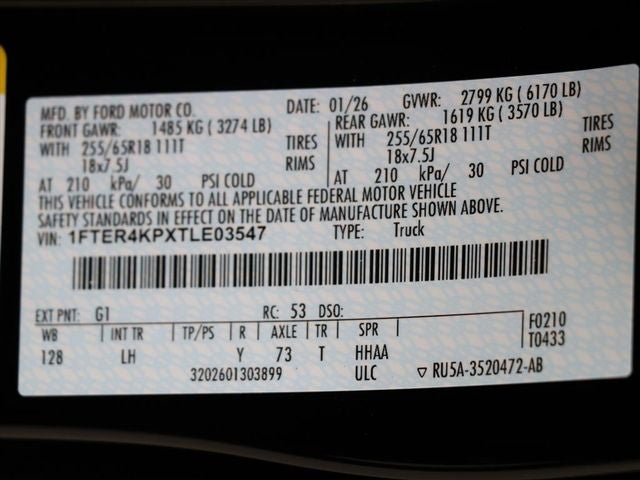 MFD. BY FORD MOTOR CO. DATE: 01/26 GVWR: 2799 KG ( 6170 LB)
FRONT GAWR: 1485 KG ( 3274 LB) REAR GAWR: 1619 KG ( 3570 LB)
WITH 255/65R18 111T TIRES WITH 255/65R18 111T TIRES
18x7.5J RIMS 18x7.5J RIMS
AT 210 kPa/ 30 PSI COLD AT 210 kPa/ 30 PSI COLD
THIS VEHICLE CONFORMS TO ALL APPLICABLE FEDERAL MOTOR VEHICLE
SAFETY STANDARDS IN EFFECT ON THE DATE OF MANUFACTURE SHOWN ABOVE.
VIN: 1FTER4KPXTLE03547 TYPE: Truck
EXT PNT: G1 RC: 53 DSO:
WB INT TR TP/PS R AXLE TR SPR F0210
128 LH Y 73 T HHAA T0433
3202601303899 ULC ▽ RU5A-3520472-AB